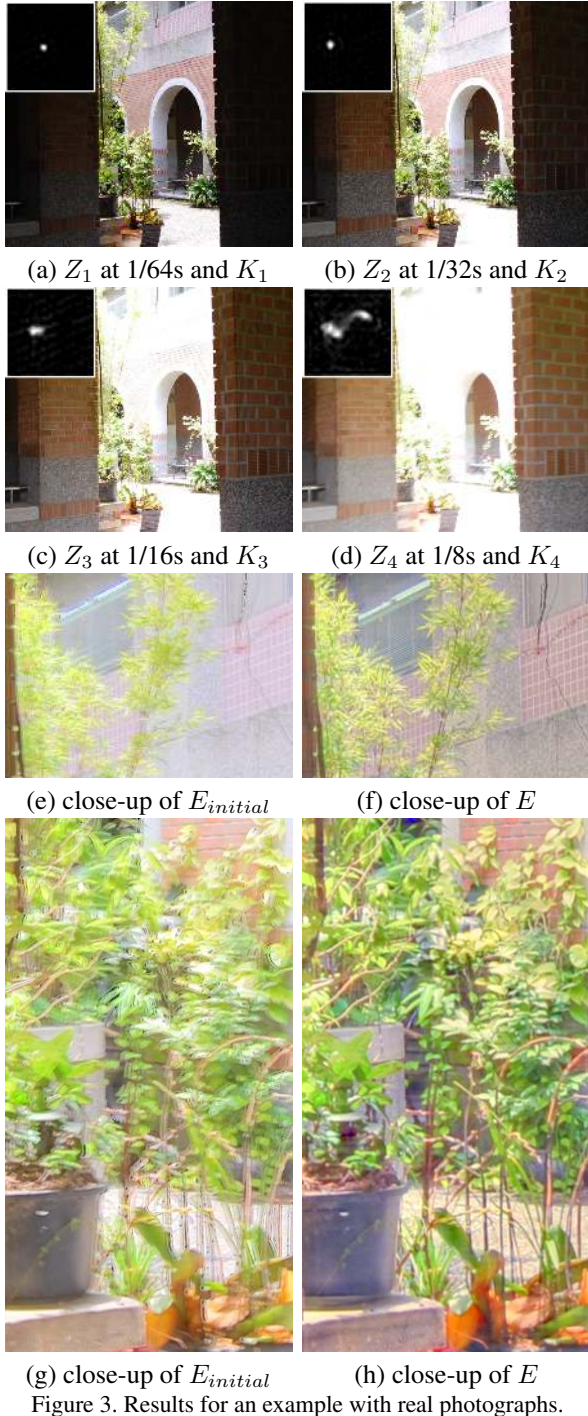 (a) Z₁ at 1/64s and K₁
(b) Z₂ at 1/32s and K₂
(c) Z₃ at 1/16s and K₃
(d) Z₄ at 1/8s and K₄
(e) close-up of E_initial
(f) close-up of E
(g) close-up of E_initial
(h) close-up of E
Figure 3. Results for an example with real photographs.